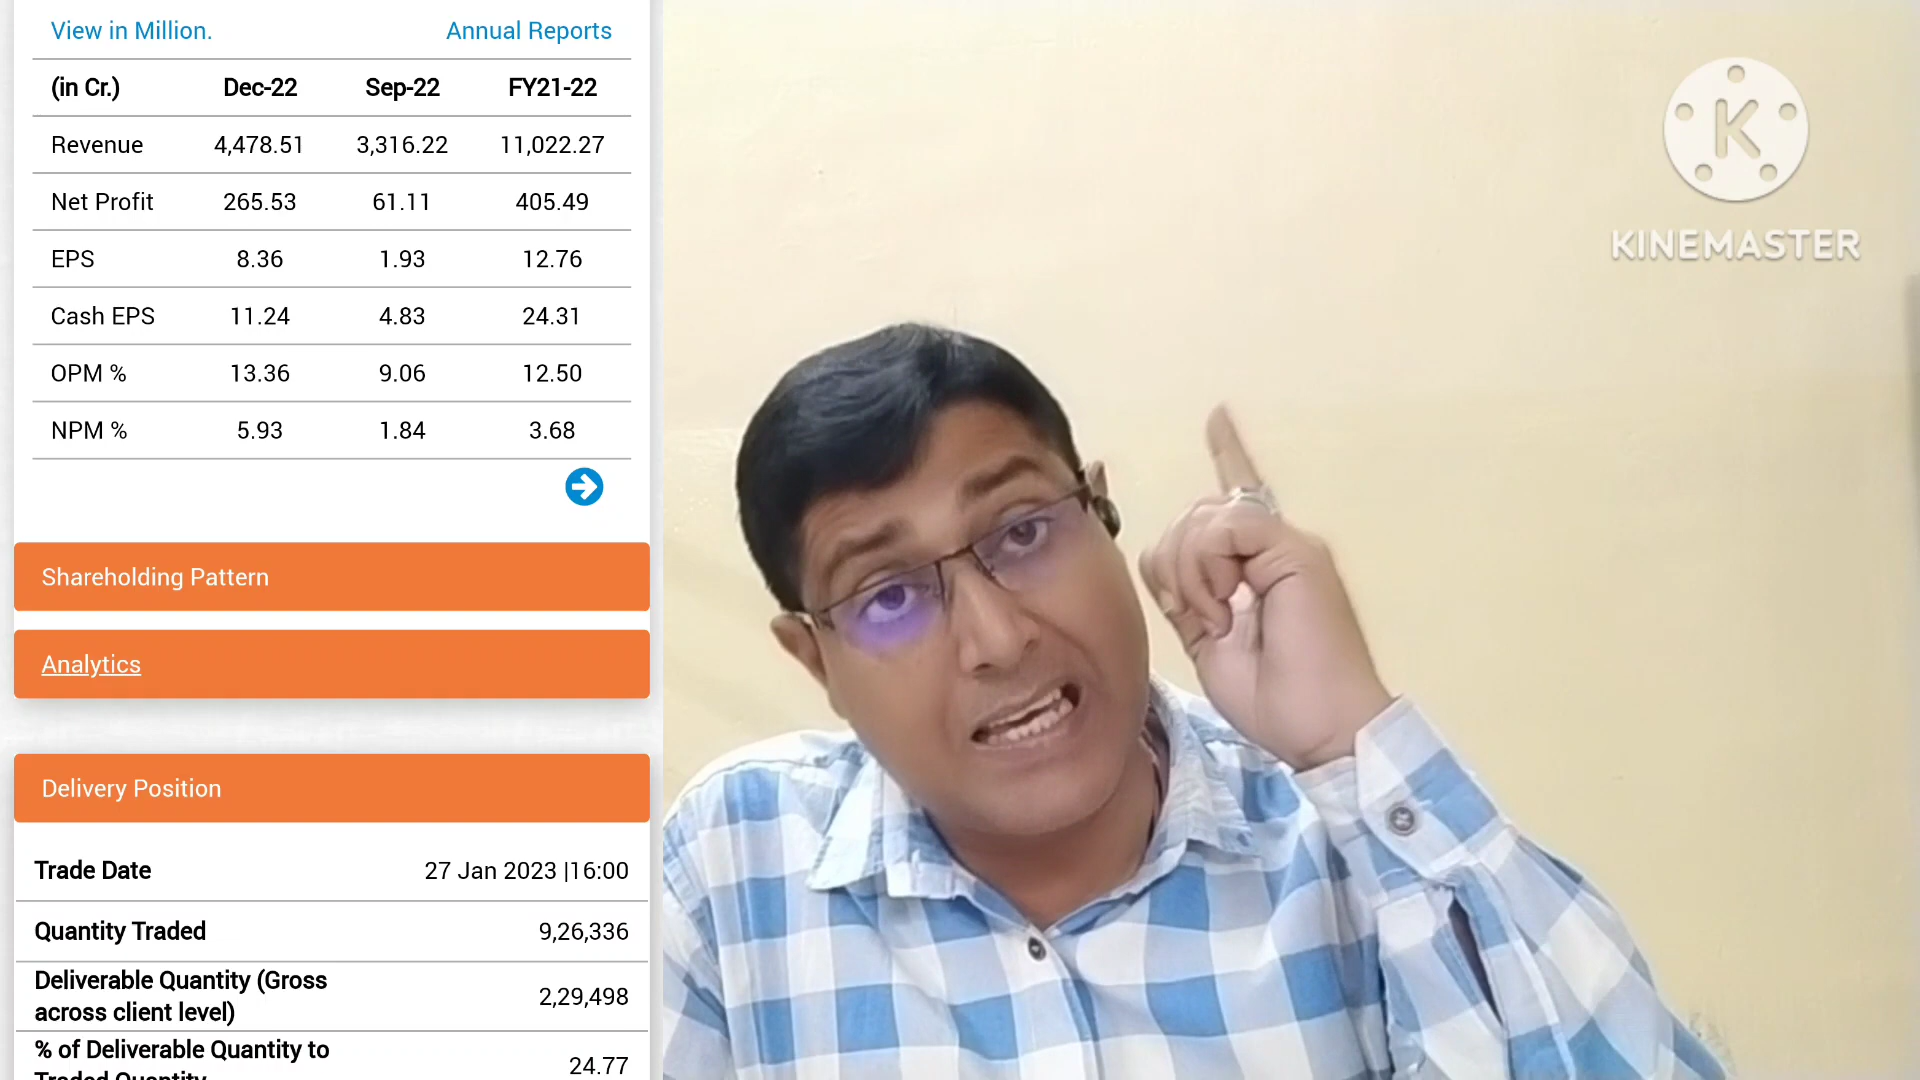 View in Million. Annual Reports
(in Cr.) Dec-22 Sep-22 FY21-22
Revenue 4,478.51 3,316.22 11,022.27
Net Profit 265.53 61.11 405.49
EPS 8.36 1.93 12.76
Cash EPS 11.24 4.83 24.31
OPM % 13.36 9.06 12.50
NPM % 5.93 1.84 3.68
Shareholding Pattern
Analytics
Delivery Position
Trade Date 27 Jan 2023 |16:00
Quantity Traded 9,26,336
Deliverable Quantity (Gross
across client level) 2,29,498
% of Deliverable Quantity to
Traded Quantity 24.77
K
KINEMASTER